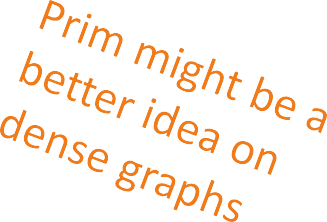 Prim might be a
better idea on
dense graphs